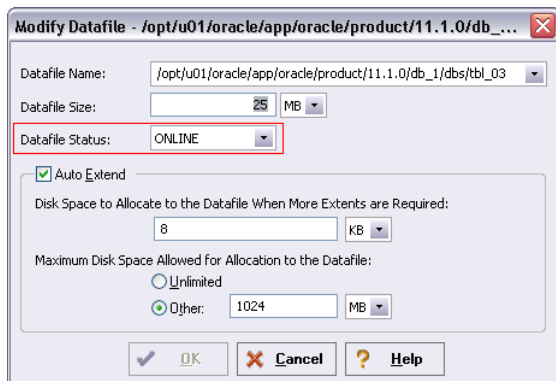 Modify Datafile - /opt/u01/oracle/app/oracle/product/11.1.0/db_...
Datafile Name: /opt/u01/oracle/app/oracle/product/11.1.0/db_1/dbs/tbl_03
Datafile Size: 25 MB
Datafile Status: ONLINE
Auto Extend
Disk Space to Allocate to the Datafile When More Extents are Required:
8 KB
Maximum Disk Space Allowed for Allocation to the Datafile:
Unlimited
Other: 1024 MB
OK Cancel Help